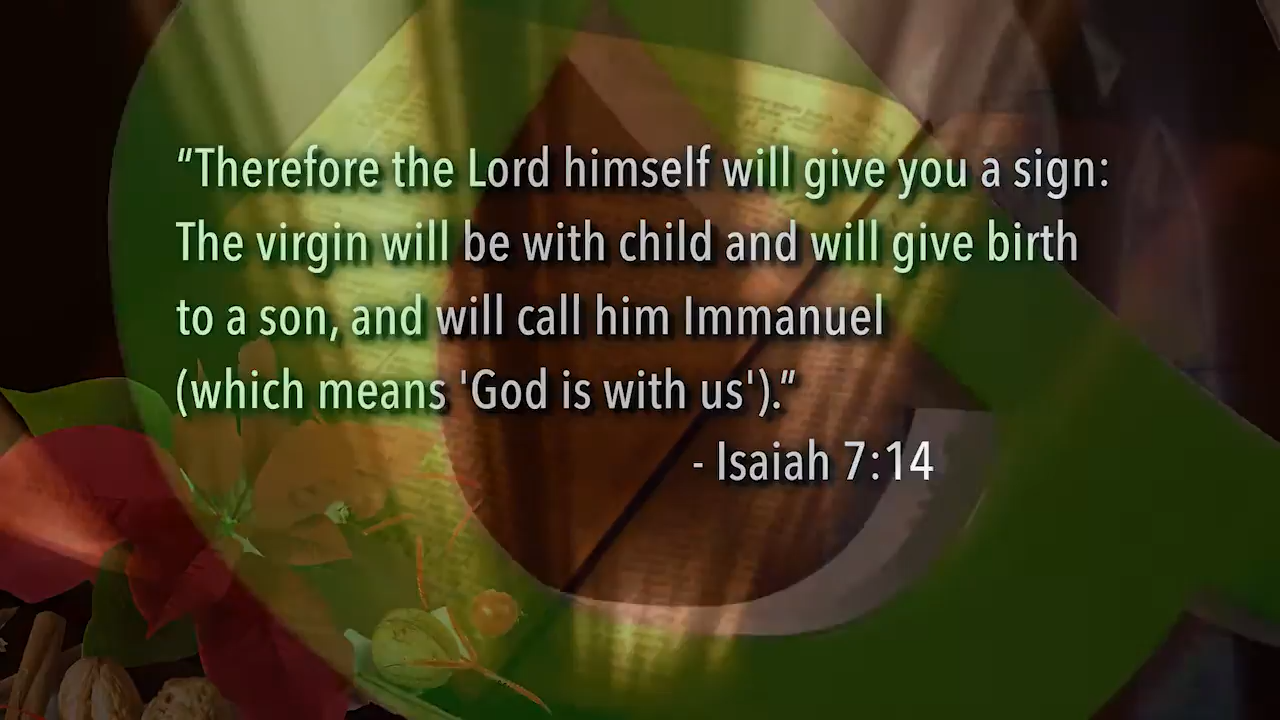 “Therefore the Lord himself will give you a sign:
The virgin will be with child and will give birth
to a son, and will call him Immanuel
(which means 'God is with us').”
- Isaiah 7:14